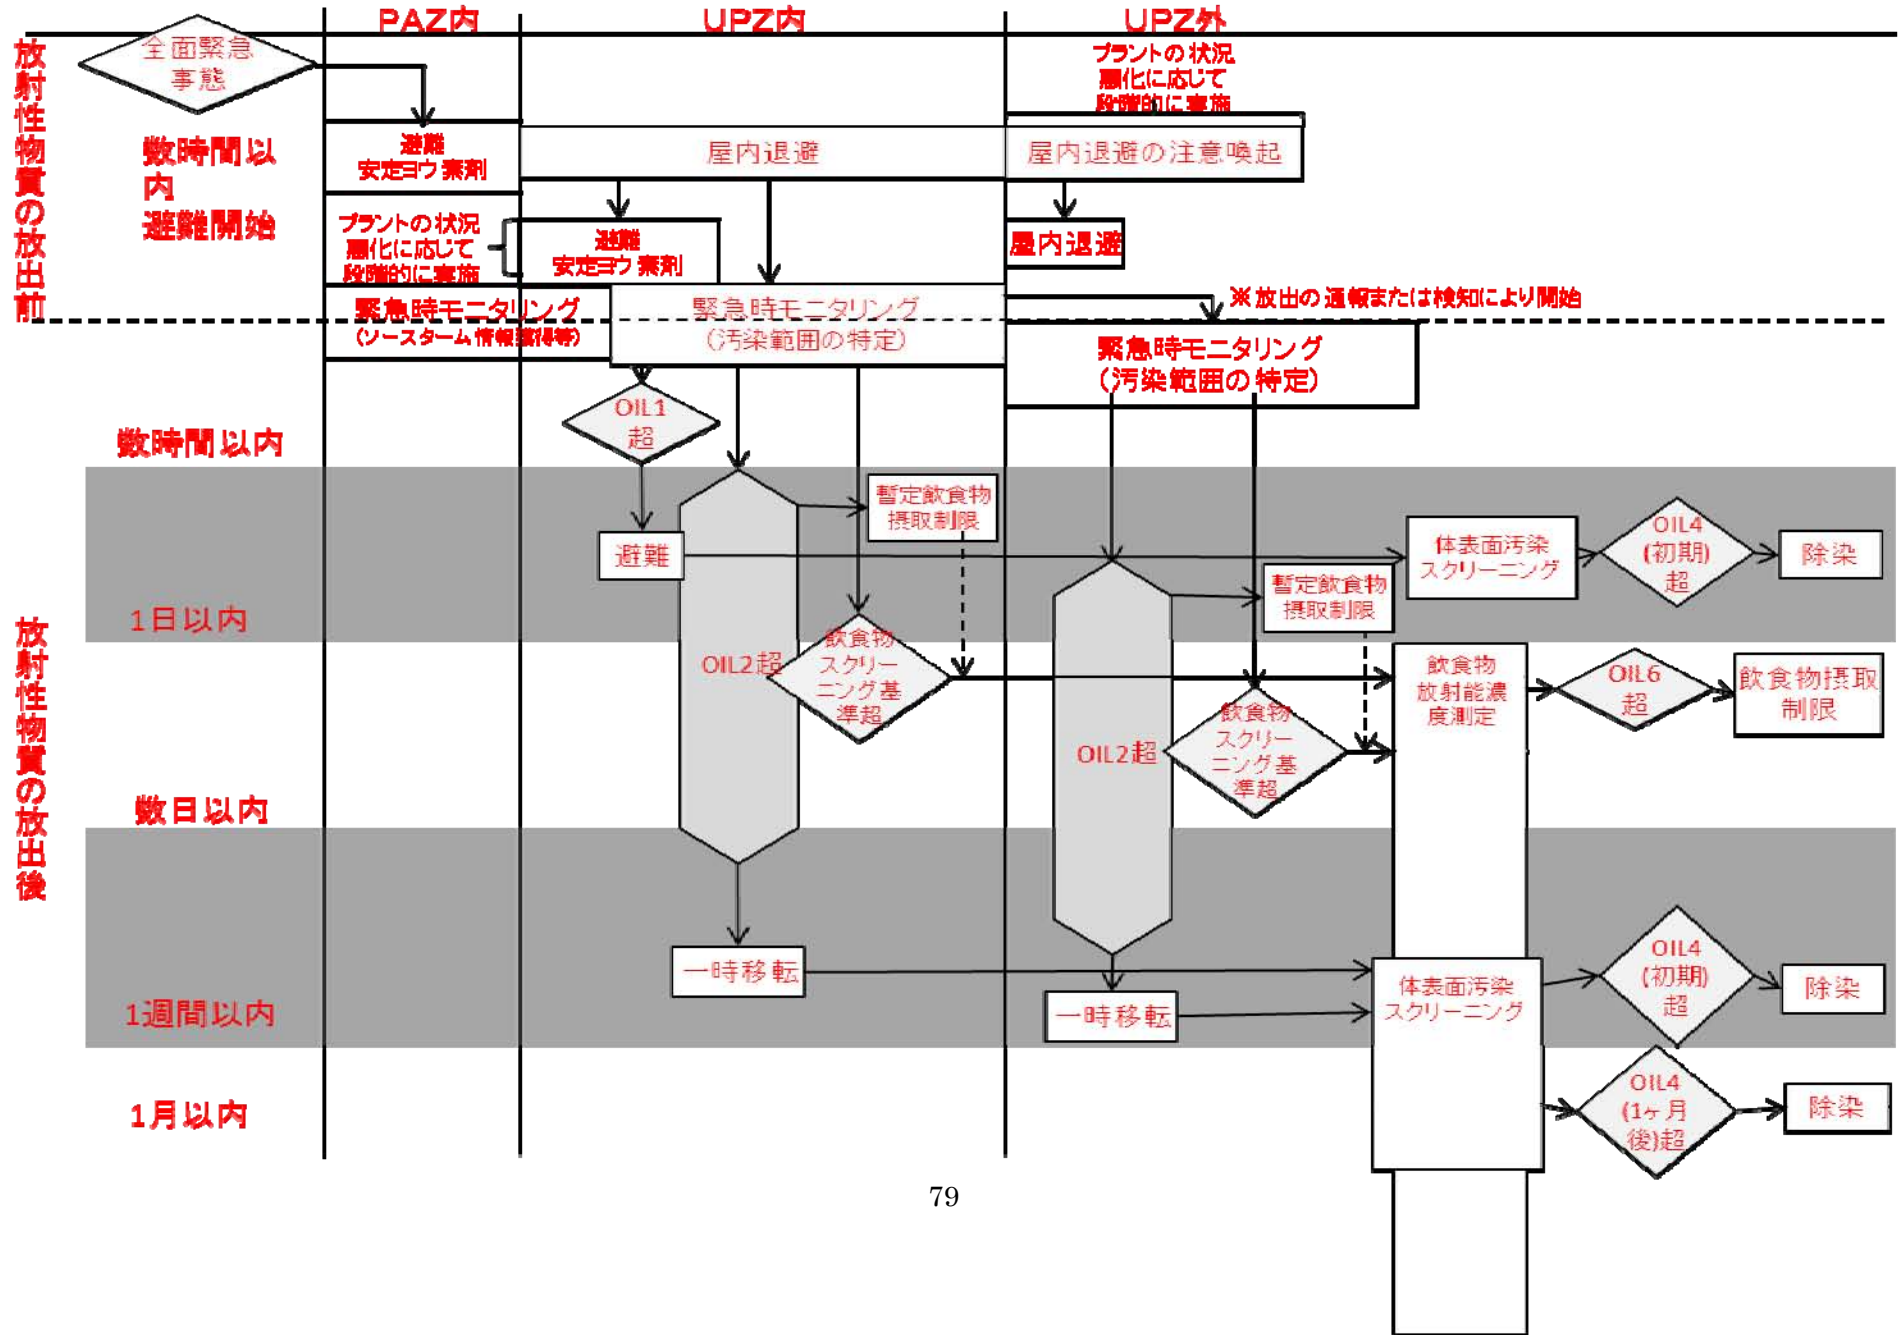 PAZ内
UPZ内
UPZ外
放射性物質の放出前
全面緊急
事態
プラントの状況
悪化に応じて
段階的に実施
数時間以
内
避難開始
避難
安定ヨウ素剤
屋内退避
屋内退避の注意喚起
プラントの状況
悪化に応じて
段階的に実施
避難
安定ヨウ素剤
屋内退避
緊急時モニタリング
(ソースターム情報獲得等)
緊急時モニタリング
(汚染範囲の特定)
※放出の通報または検知により開始
緊急時モニタリング
(汚染範囲の特定)
放射性物質の放出後
数時間以内
OIL1
超
避難
暫定飲食物
摂取制限
体表面汚染
スクリーニング
OIL4
(初期)
超
除染
暫定飲食物
摂取制限
1日以内
OIL2超
飲食物
スクリー
ニング基
準超
OIL2超
飲食物
スクリー
ニング基
準超
飲食物
放射能濃
度測定
OIL6
超
飲食物摂取
制限
数日以内
一時移転
一時移転
体表面汚染
スクリーニング
OIL4
(初期)
超
除染
1週間以内
OIL4
(1ヶ月
後)超
除染
1月以内
79